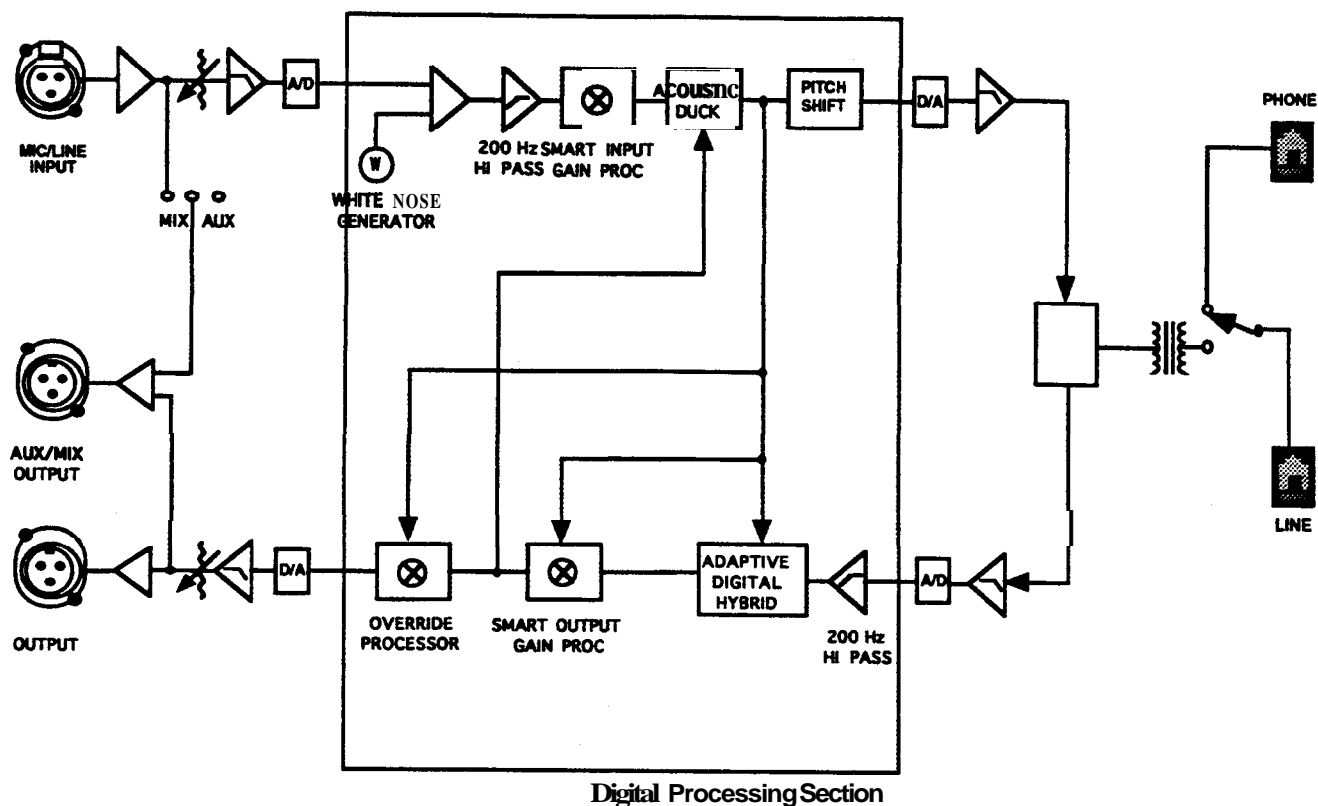 A/D
ACOUSTIC
DUCK
PITCH
SHIFT
D/A
PHONE
MIC/LINE
INPUT
200 Hz SMART INPUT
HI PASS GAIN PROC
W
WHITE NOSE
GENERATOR
MIX AUX
AUX/MIX
OUTPUT
LINE
D/A
ADAPTIVE
DIGITAL
HYBRID
A/D
OUTPUT
OVERRIDE
PROCESSOR
SMART OUTPUT
GAIN PROC
200 Hz
HI PASS
Digital Processing Section